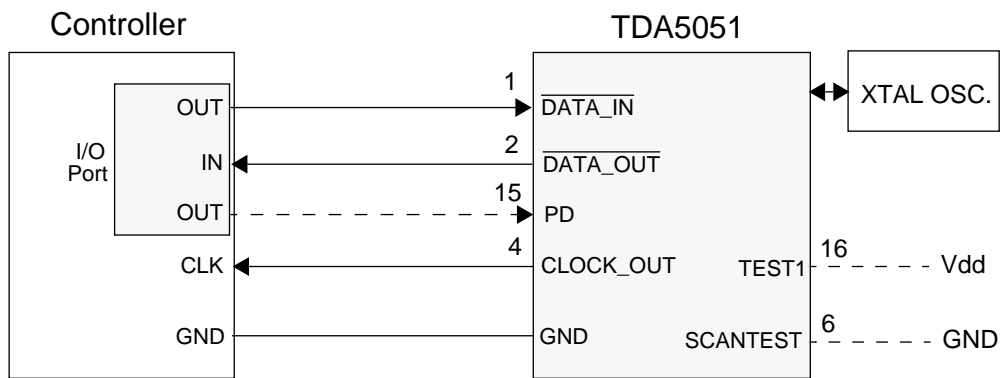 Controller
TDA5051
OUT
1
DATA_IN
XTAL OSC.
I/O
Port
IN
2
DATA_OUT
OUT
15
PD
CLK
4
CLOCK_OUT
TEST1
16
Vdd
GND
GND
SCANTEST
6
GND